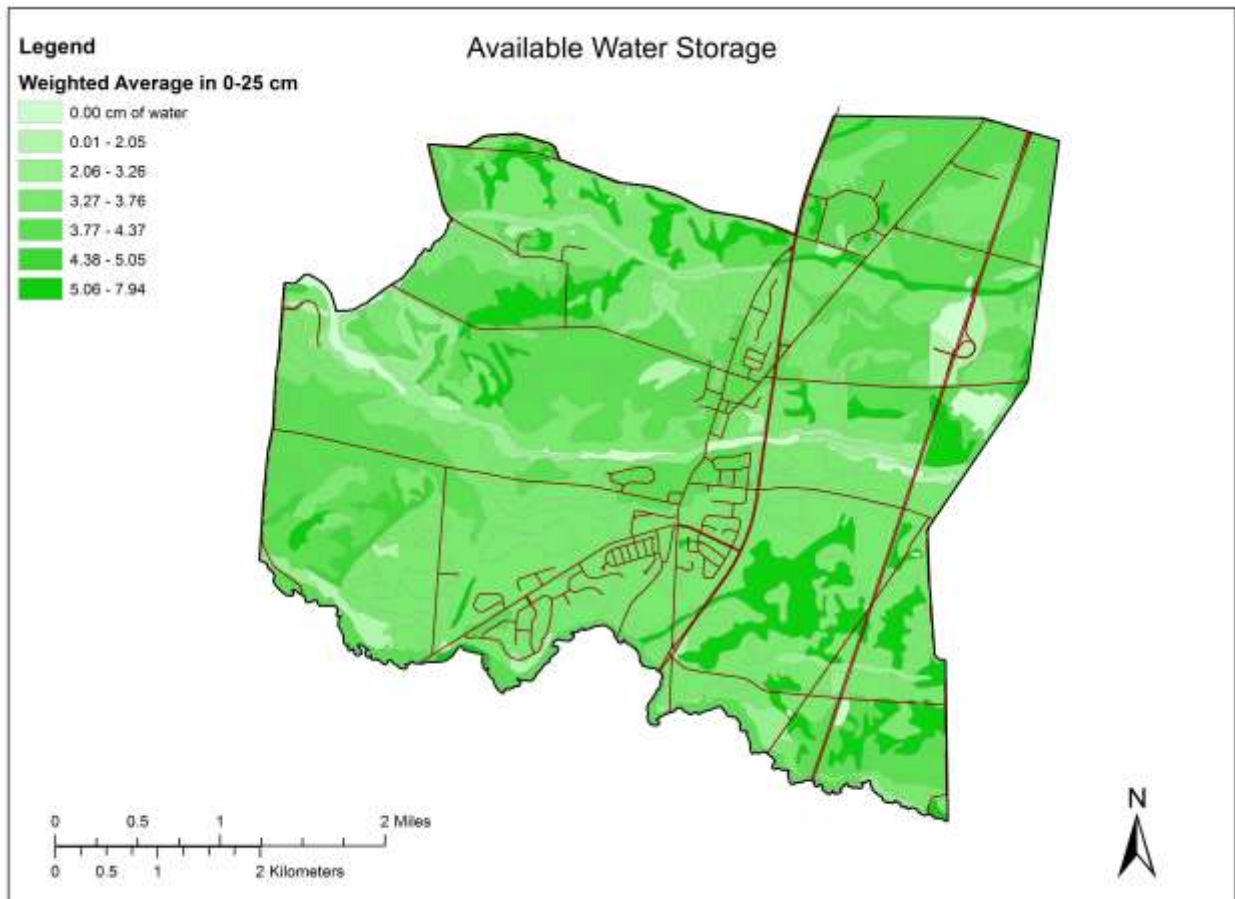 Available Water Storage
Legend
Weighted Average in 0-25 cm
0.00 cm of water
0.01 - 2.05
2.06 - 3.26
3.27 - 3.76
3.77 - 4.37
4.38 - 5.05
5.06 - 7.94
0 0.5 1 2 Miles
0 0.5 1 2 Kilometers
N